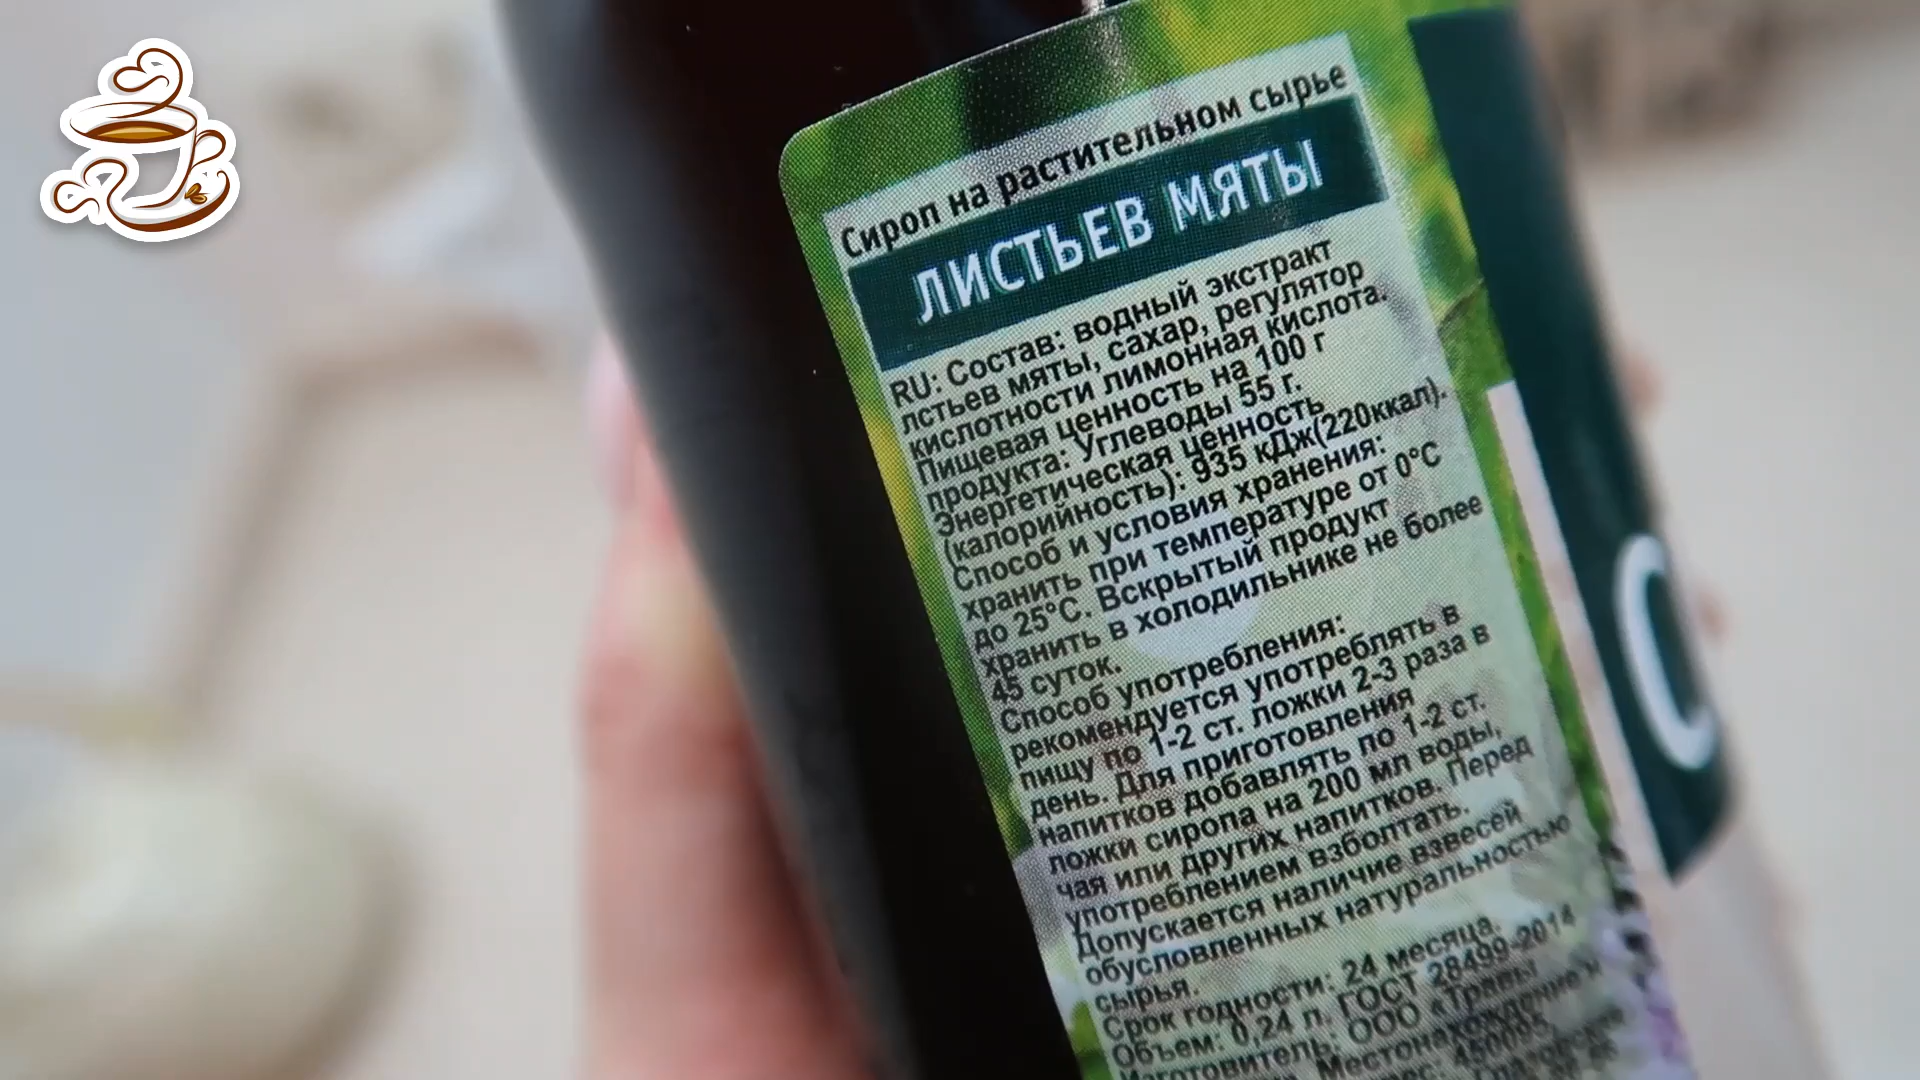 Сироп на растительном сырье
ЛИСТЬЕВ МЯТЫ
RU: Состав: водный экстракт
лстьев мяты, сахар, регулятор
кислотности лимонная кислота.
Пищевая ценность на 100 г
продукта: Углеводы 55 г.
Энергетическая ценность
(калорийность): 935 кДж(220ккал).
Способ и условия хранения:
хранить при температуре от 0°С
до 25°С. Вскрытый продукт
хранить в холодильнике не более
45 суток.
Способ употребления:
рекомендуется употреблять в
пищу по 1-2 ст. ложки 2-3 раза в
день. Для приготовления
напитков добавлять по 1-2 ст.
ложки сиропа на 200 мл воды,
чая или других напитков. Перед
употреблением взболтать.
Допускается наличие взвесей
обусловленных натуральностью
сырья.
Срок годности: 24 месяца.
Объем: 0,24 л. ГОСТ 28499-2014
Изготовитель: ООО «Травы
Местонахождение и
450095,
С